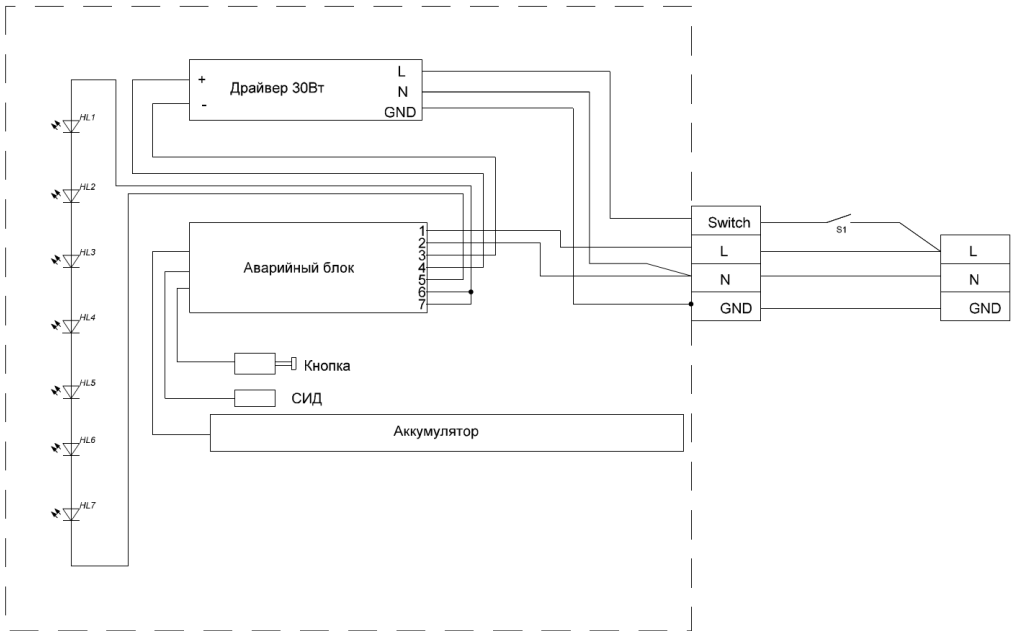 Драйвер 30Вт
+
-
L
N
GND
HL1
HL2
HL3
HL4
HL5
HL6
HL7
Аварийный блок
1
2
3
4
5
6
7
Кнопка
СИД
Аккумулятор
Switch
L
N
GND
S1
L
N
GND